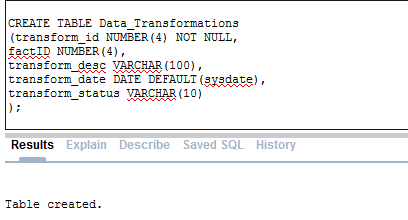 CREATE TABLE Data_Transformations
(transform_id NUMBER(4) NOT NULL,
factID NUMBER(4),
transform_desc VARCHAR(100),
transform_date DATE DEFAULT(sysdate),
transform_status VARCHAR(10)
);
Results Explain Describe Saved SQL History
Table created.